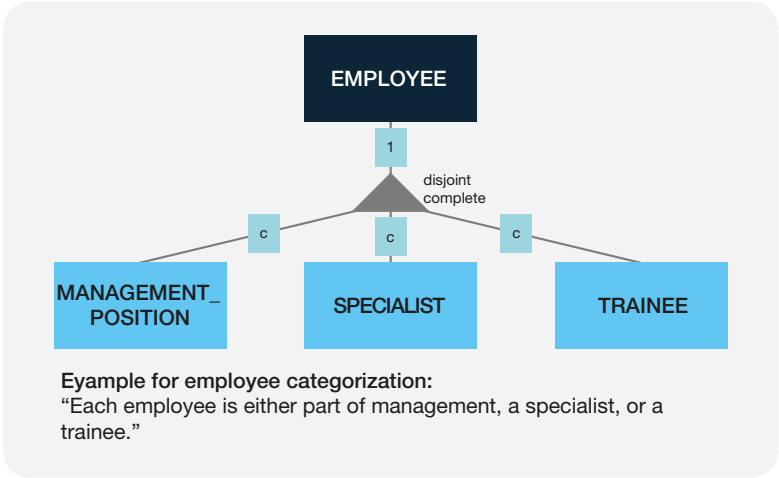 EMPLOYEE
1
disjoint
complete
c
c
c
MANAGEMENT_
POSITION
SPECIALIST
TRAINEE
Eyample for employee categorization:
“Each employee is either part of management, a specialist, or a
trainee.”